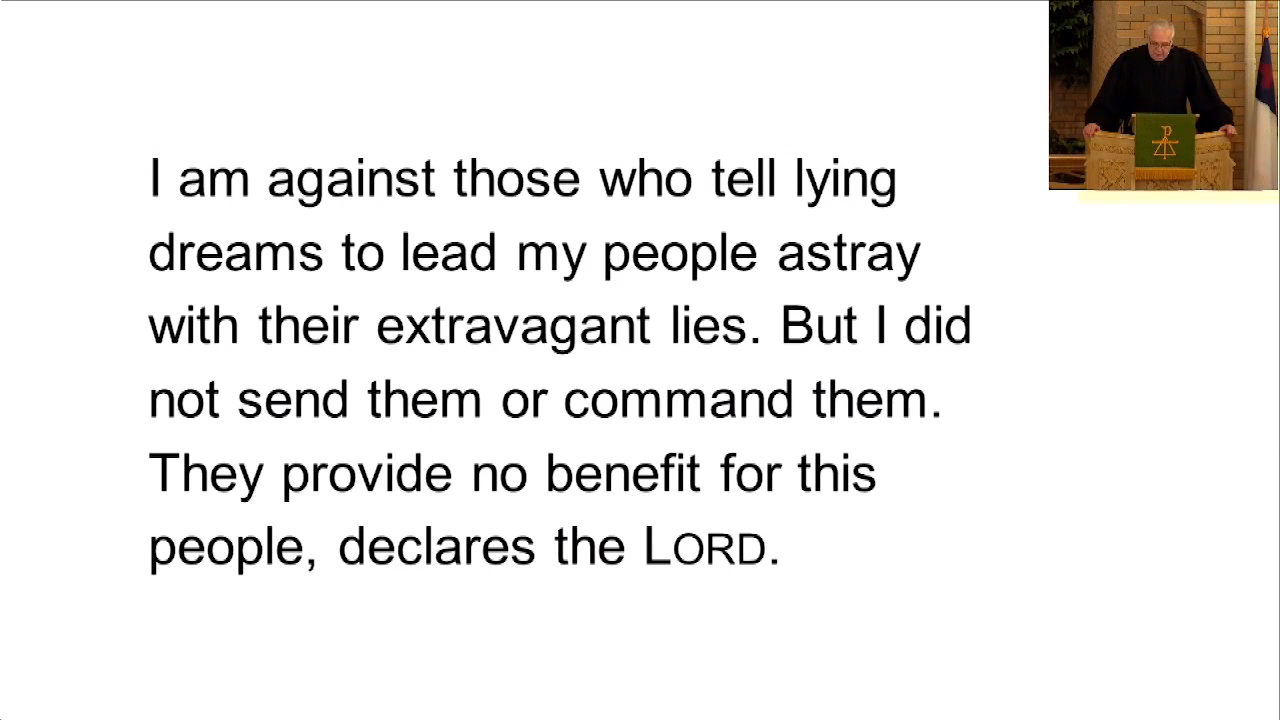 I am against those who tell lying
dreams to lead my people astray
with their extravagant lies. But I did
not send them or command them.
They provide no benefit for this
people, declares the LORD.